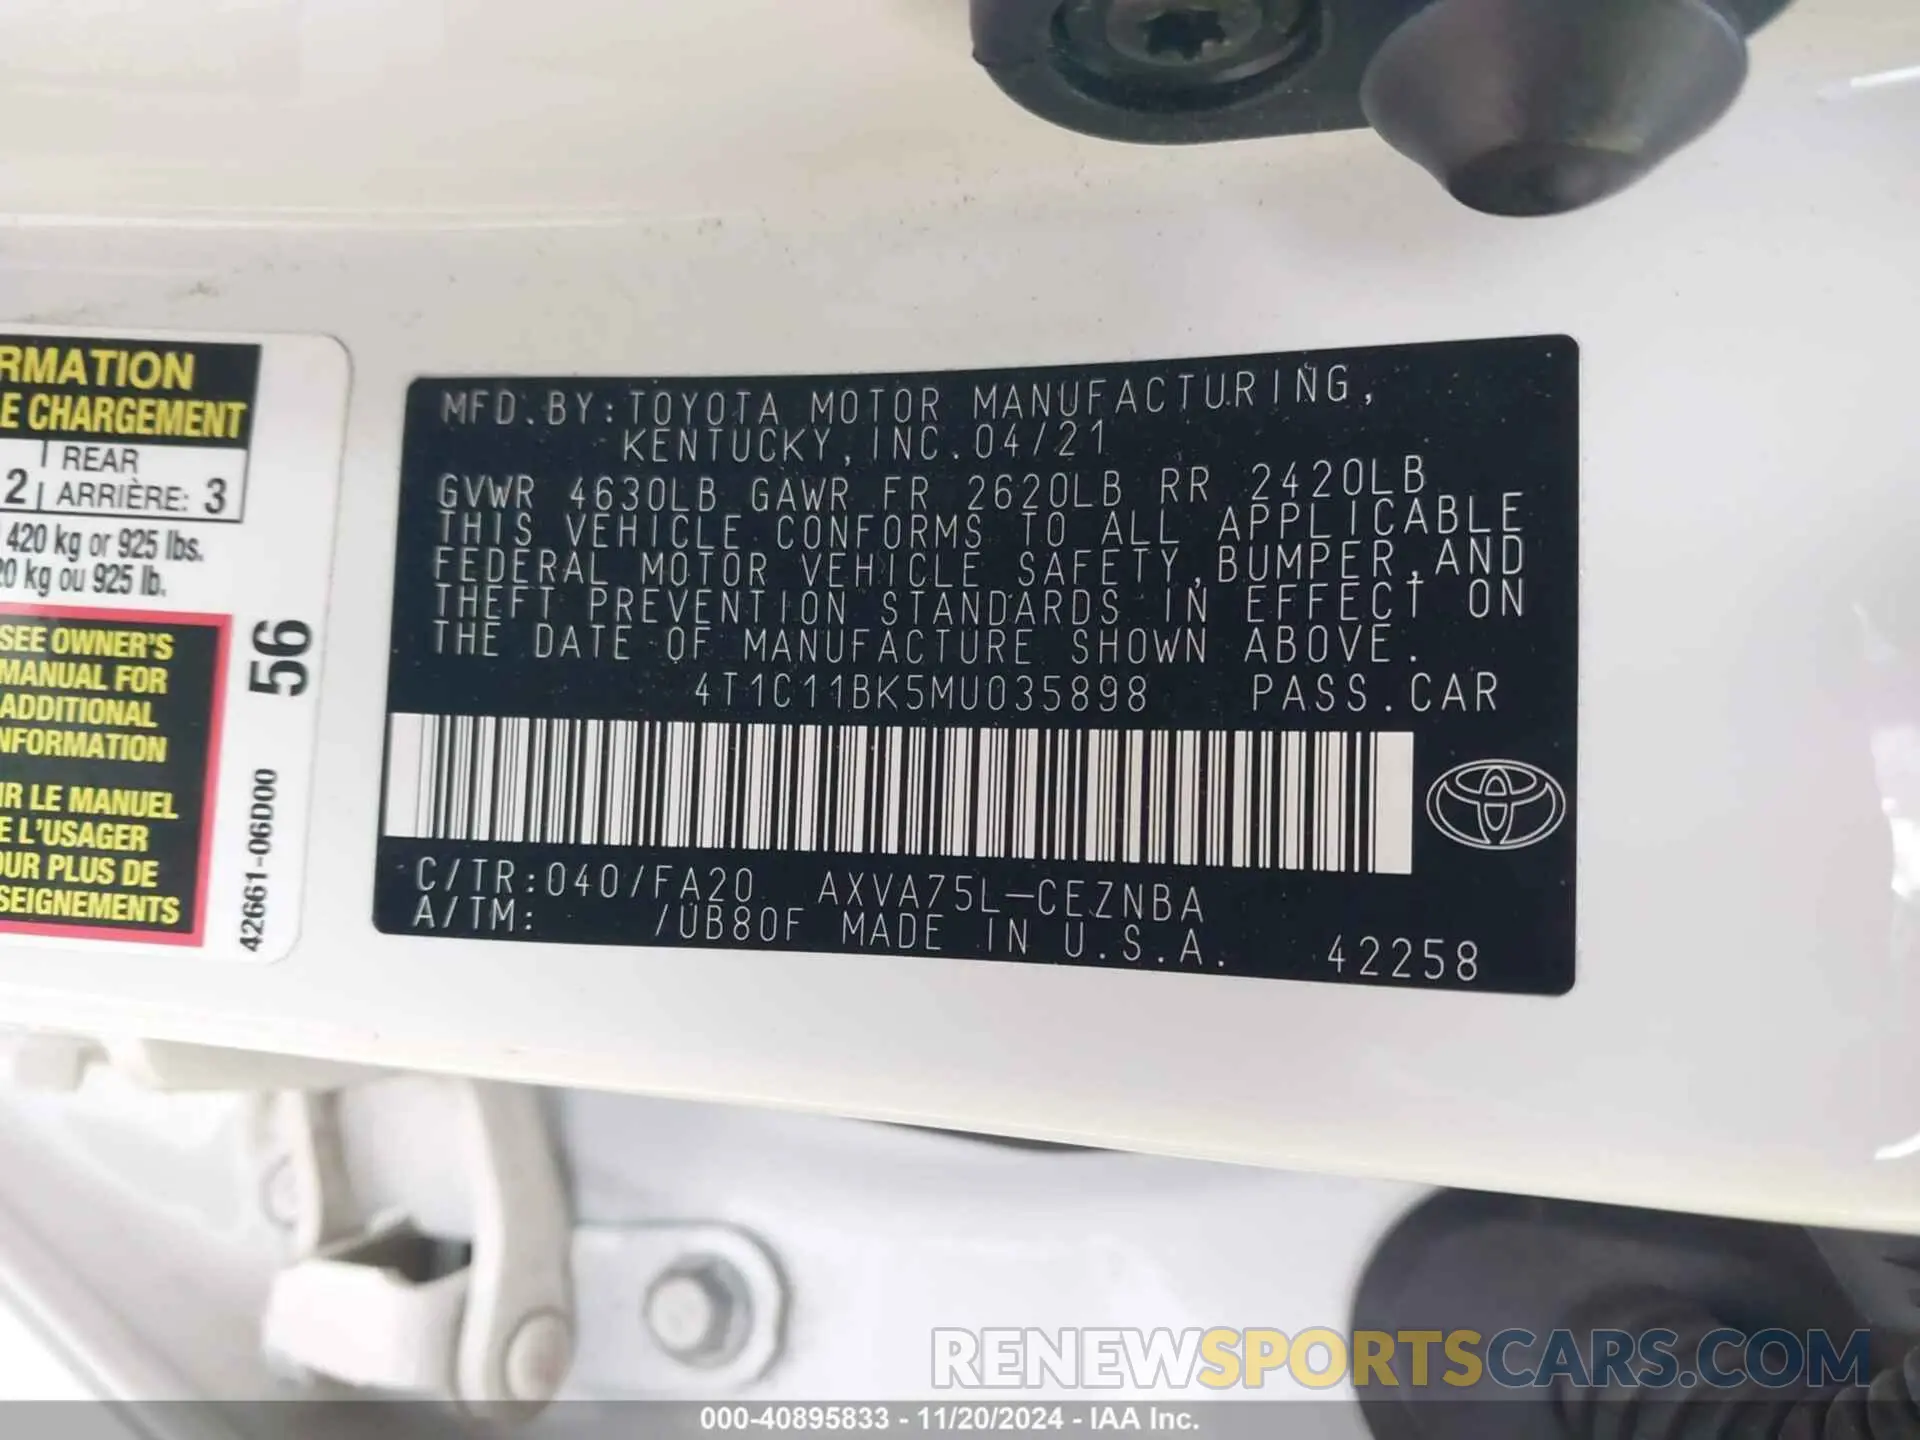 RMATION
E CHARGEMENT
2 REAR
ARRIÈRE: 3
420 kg or 925 lbs.
20 kg ou 925 lb.
SEE OWNER'S
MANUAL FOR
ADDITIONAL
NFORMATION
IR LE MANUEL
E L'USAGER
OUR PLUS DE
SEIGNEMENTS
56
42661-06D00
MFD.BY:TOYOTA MOTOR MANUFACTURING,
KENTUCKY,INC.04/21
GVWR 4630LB GAWR FR 2620LB RR 2420LB
THIS VEHICLE CONFORMS TO ALL APPLICABLE
FEDERAL MOTOR VEHICLE SAFETY,BUMPER,AND
THEFT PREVENTION STANDARDS IN EFFECT ON
THE DATE OF MANUFACTURE SHOWN ABOVE.
4T1C11BK5MU035898 PASS.CAR
C/TR:040/FA20 AXVA75L-CEZNBA
A/TM: /UB80F MADE IN U.S.A. 42258
RENEWSPORTSCARS.COM
000-40895833 - 11/20/2024 - IAA Inc.